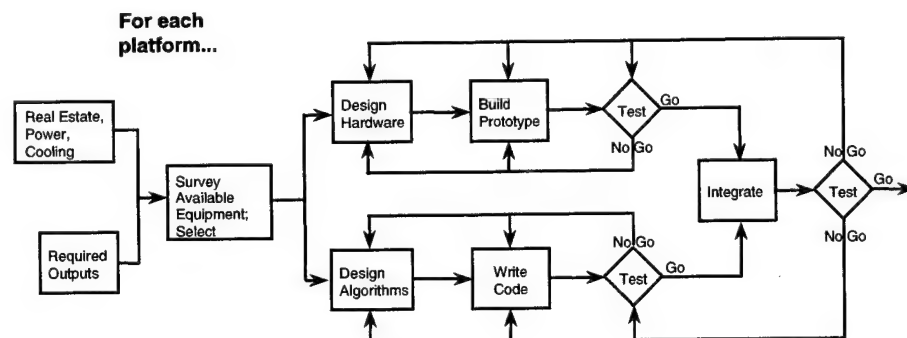 For each
platform...
Real Estate,
Power,
Cooling
Required
Outputs
Survey
Available
Equipment;
Select
Design
Hardware
Build
Prototype
Test
Go
No Go
Design
Algorithms
Write
Code
No Go
Test
Go
Integrate
No Go
Test
Go
No Go